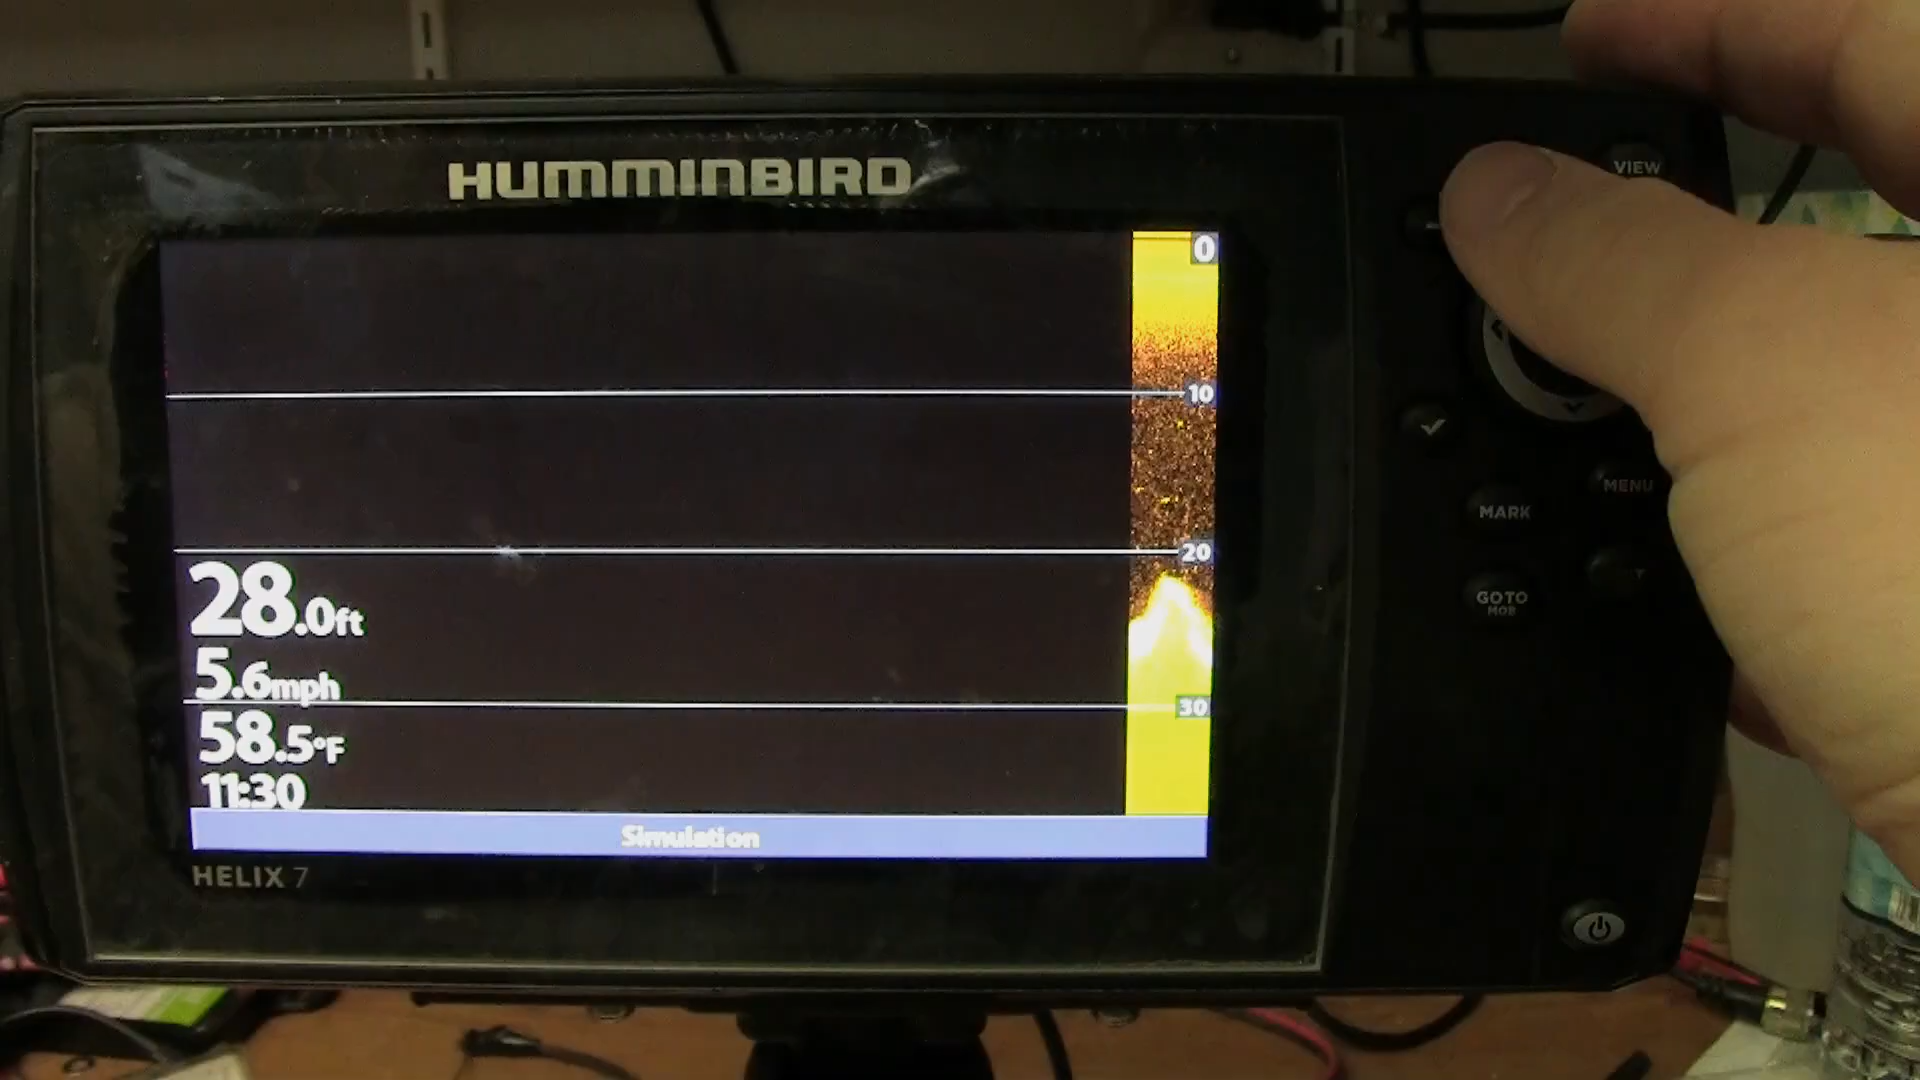 HUMMINBIRD
VIEW
0
10
20
28.0ft
5.6mph
30
58.5°F
11:30
Simulation
HELIX 7
MENU
MARK
GOTO
MOB